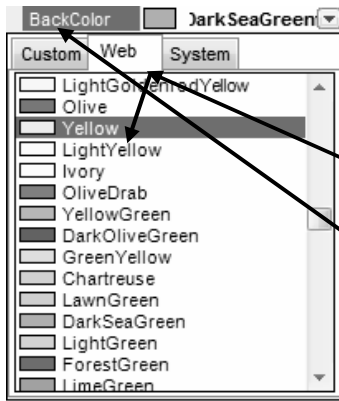 BackColor DarkSeaGreen
Custom Web System
LightGoldenrodYellow
Olive
Yellow
LightYellow
Ivory
OliveDrab
YellowGreen
DarkOliveGreen
GreenYellow
Chartreuse
LawnGreen
DarkSeaGreen
LightGreen
ForestGreen
LimeGreen